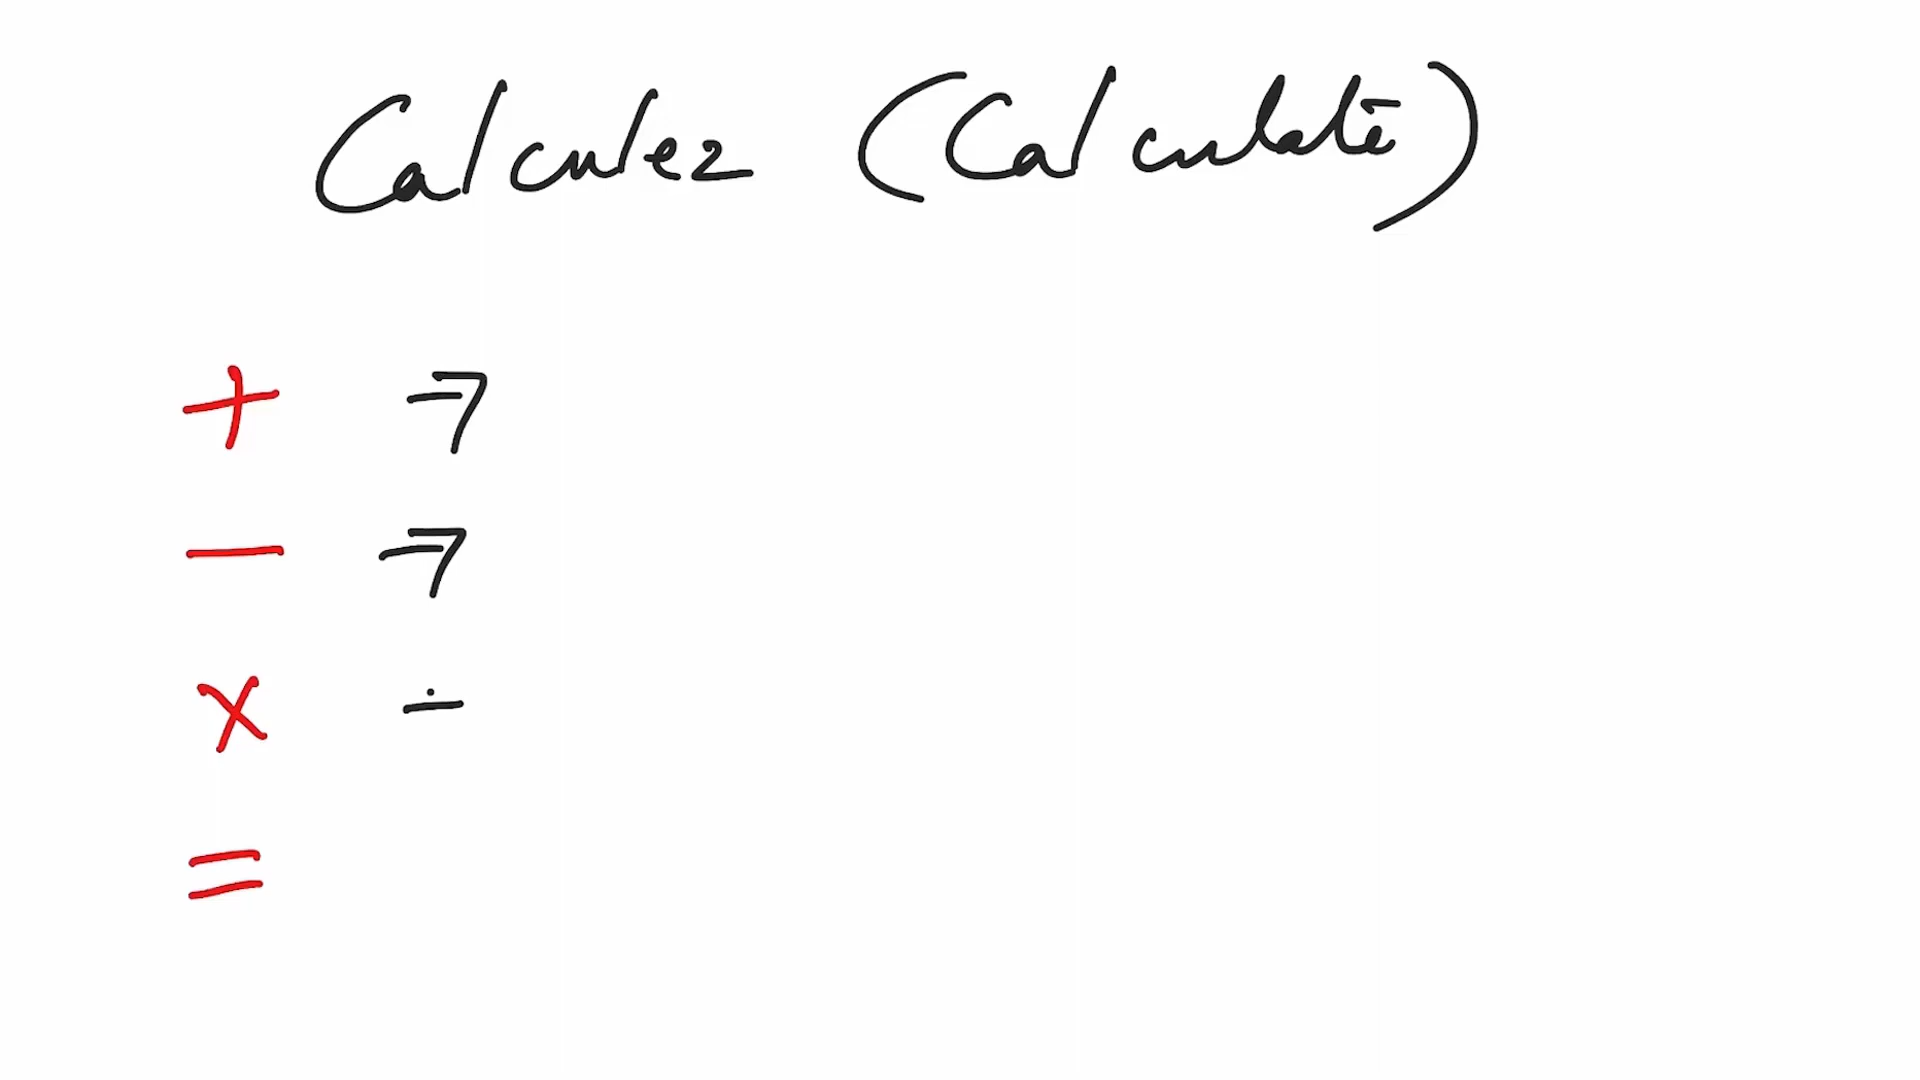 Calculez (Calculate)
+ -7
- -7
× ÷
=